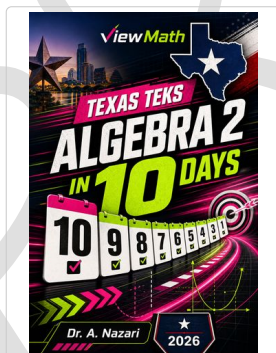 ViewMath
TEXAS TEKS
ALGEBRA 2
IN 10 DAYS
10 9 8 7 6 5 4 3 1
Dr. A. Nazari
2026